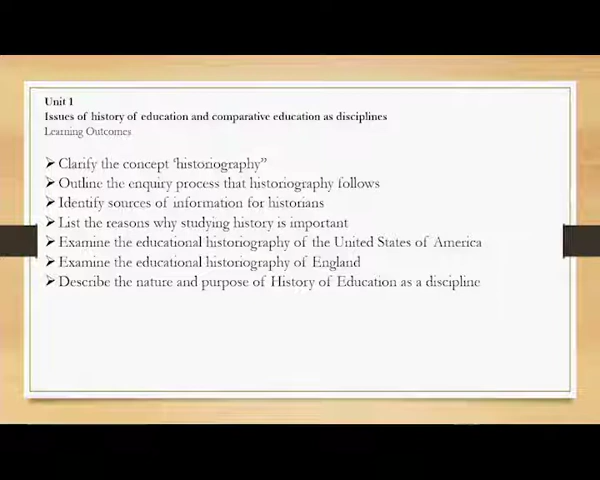 Unit 1
Issues of history of education and comparative education as disciplines
Learning Outcomes
➢ Clarify the concept 'historiography"
➢ Outline the enquiry process that historiography follows
➢ Identify sources of information for historians
➢ List the reasons why studying history is important
➢ Examine the educational historiography of the United States of America
➢ Examine the educational historiography of England
➢ Describe the nature and purpose of History of Education as a discipline